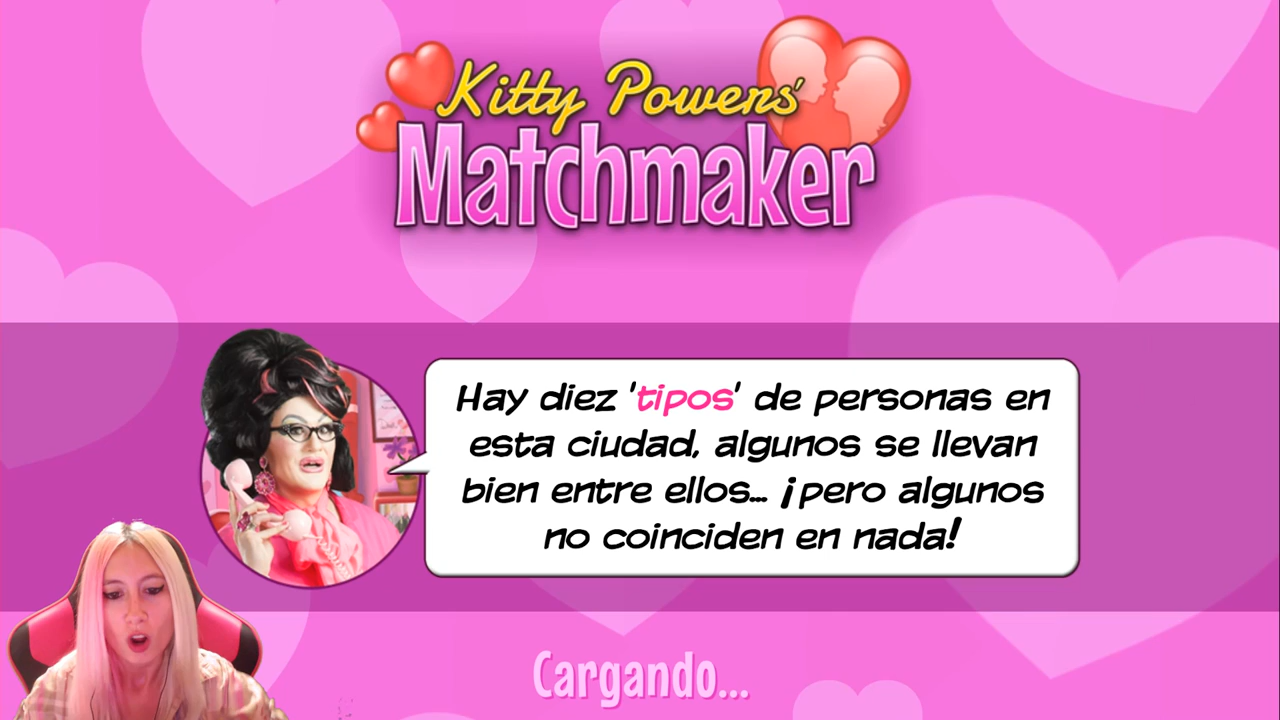 Kitty Powers'
Matchmaker
Hay diez 'tipos' de personas en
esta ciudad, algunos se llevan
bien entre ellos... ¡pero algunos
no coinciden en nada!
Cargando...